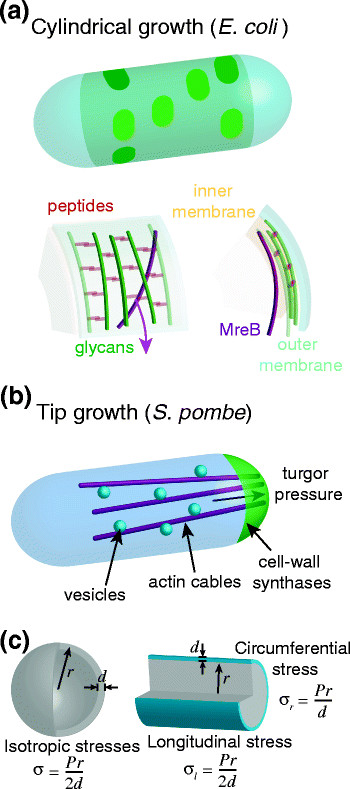 (a)
Cylindrical growth (E. coli)
peptides
inner
membrane
glycans
MreB
outer
membrane
(b)
Tip growth (S. pombe)
turgor
pressure
vesicles
actin cables
cell-wall
synthases
(c)
r
d
Isotropic stresses
σ = Pr/2d
d
r
Longitudinal stress
σl = Pr/2d
Circumferential
stress
σr = Pr/d